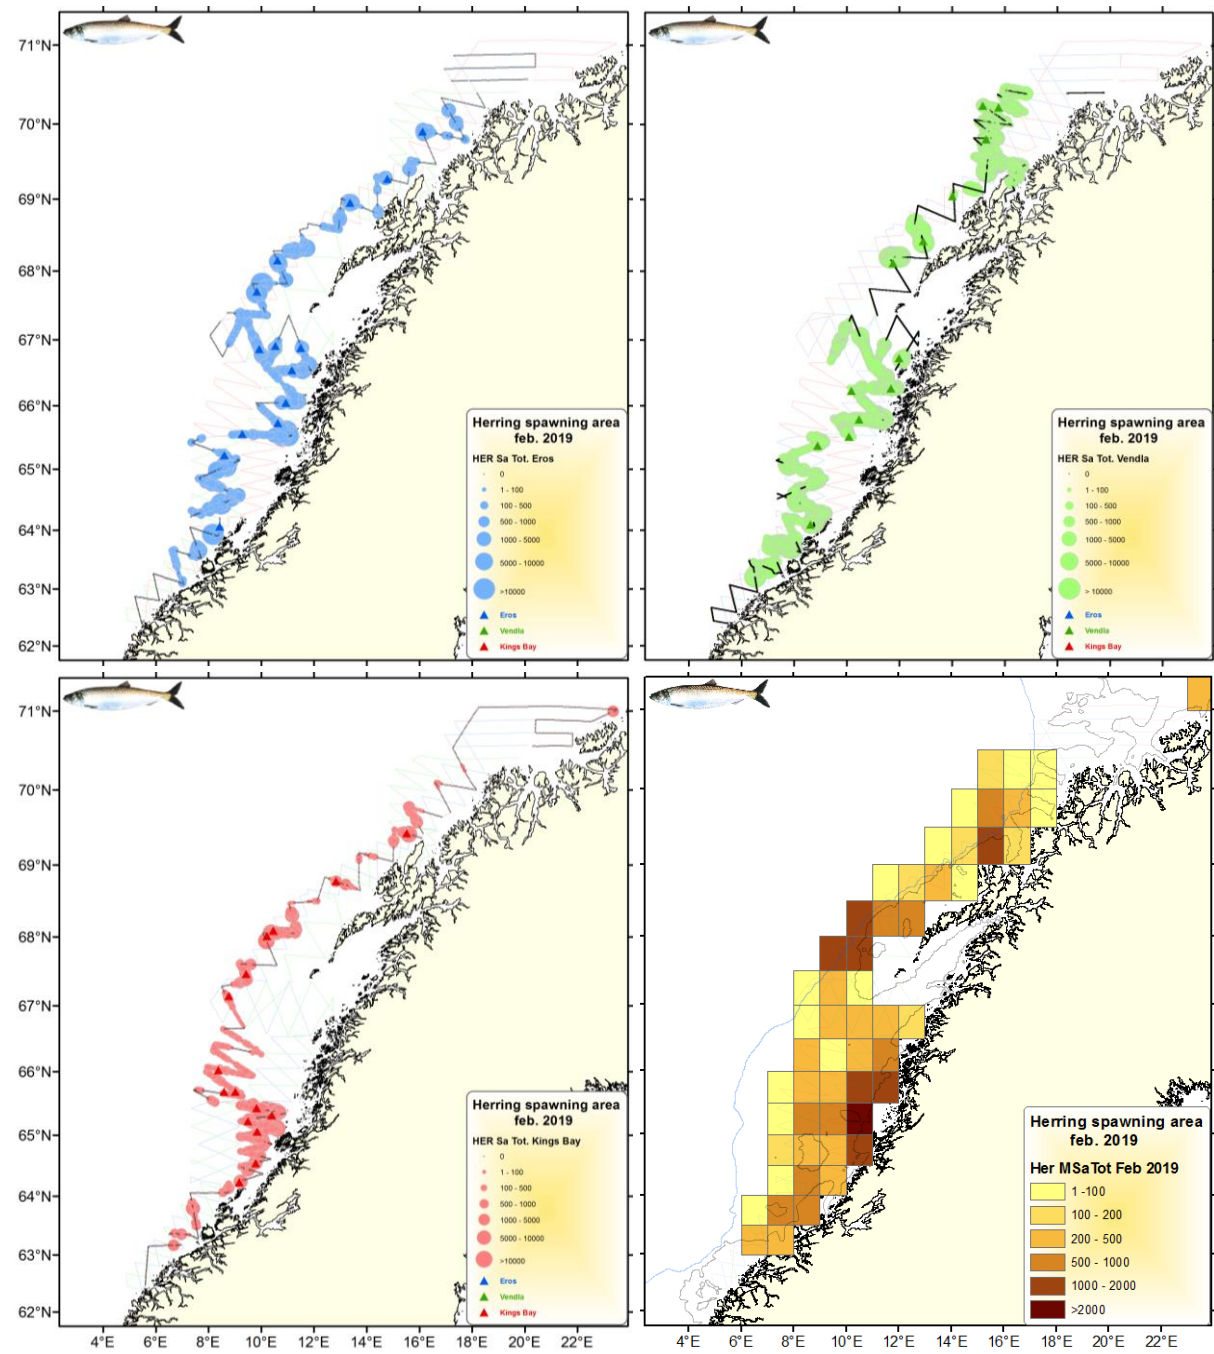 71°N
70°N
69°N
68°N
67°N
66°N
65°N
64°N
63°N
62°N
Herring spawning area
feb. 2019
HER Sa Tot. Eros
0
1 - 100
100 - 500
500 - 1000
1000 - 5000
5000 - 10000
>10000
Eros
Vendla
Kings Bay
Herring spawning area
feb. 2019
HER Sa Tot. Vendla
0
1 - 100
100 - 500
500 - 1000
1000 - 5000
5000 - 10000
> 10000
Eros
Vendla
Kings Bay
71°N
70°N
69°N
68°N
67°N
66°N
65°N
64°N
63°N
62°N
Herring spawning area
feb. 2019
HER Sa Tot. Kings Bay
0
1 - 100
100 - 500
500 - 1000
1000 - 5000
5000 - 10000
>10000
Eros
Vendla
Kings Bay
4°E 6°E 8°E 10°E 12°E 14°E 16°E 18°E 20°E 22°E
Herring spawning area
feb. 2019
Her MSaTot Feb 2019
1 -100
100 - 200
200 - 500
500 - 1000
1000 - 2000
>2000
4°E 6°E 8°E 10°E 12°E 14°E 16°E 18°E 20°E 22°E